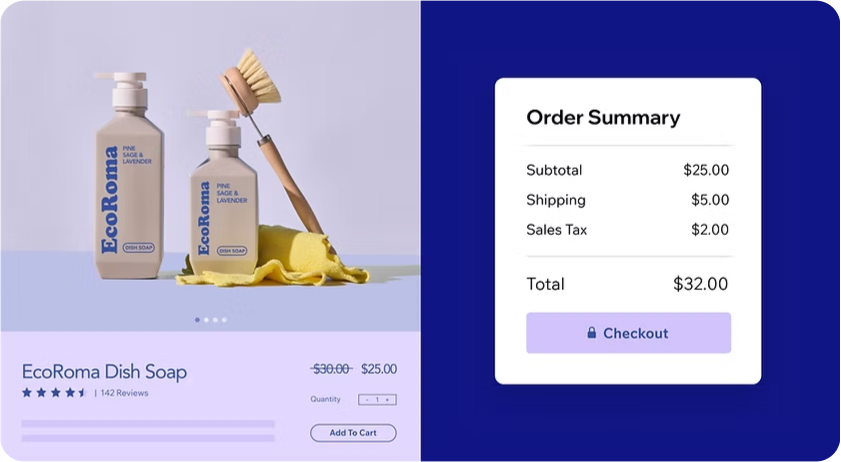 EcoRoma
PINE
SAGE &
LAVENDER
DISH SOAP
EcoRoma
PINE
SAGE &
LAVENDER
DISH SOAP
EcoRoma Dish Soap
| 142 Reviews
$30.00 $25.00
Quantity - 1 +
Add To Cart
Order Summary
Subtotal $25.00
Shipping $5.00
Sales Tax $2.00
Total $32.00
Checkout